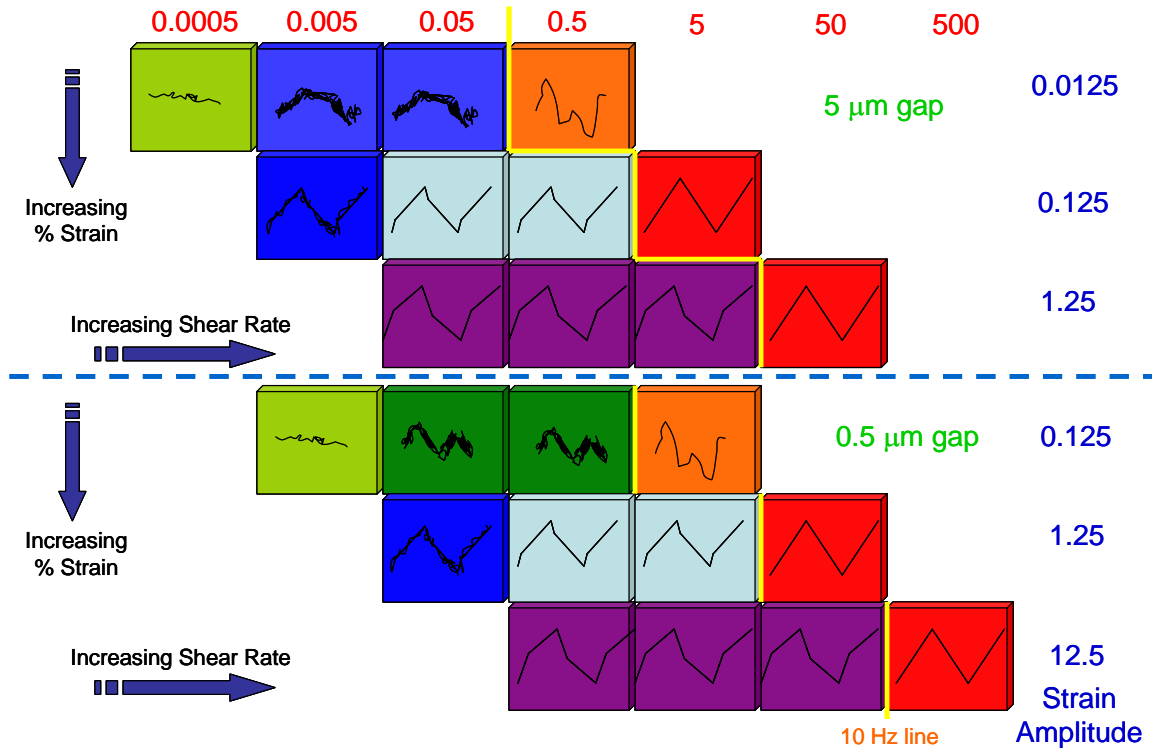 0.0005 0.005 0.05 0.5 5 50 500
0.0125
5 μm gap
Increasing
% Strain
0.125
1.25
Increasing Shear Rate
0.5 μm gap
0.125
Increasing
% Strain
1.25
Increasing Shear Rate
12.5
Strain
Amplitude
10 Hz line